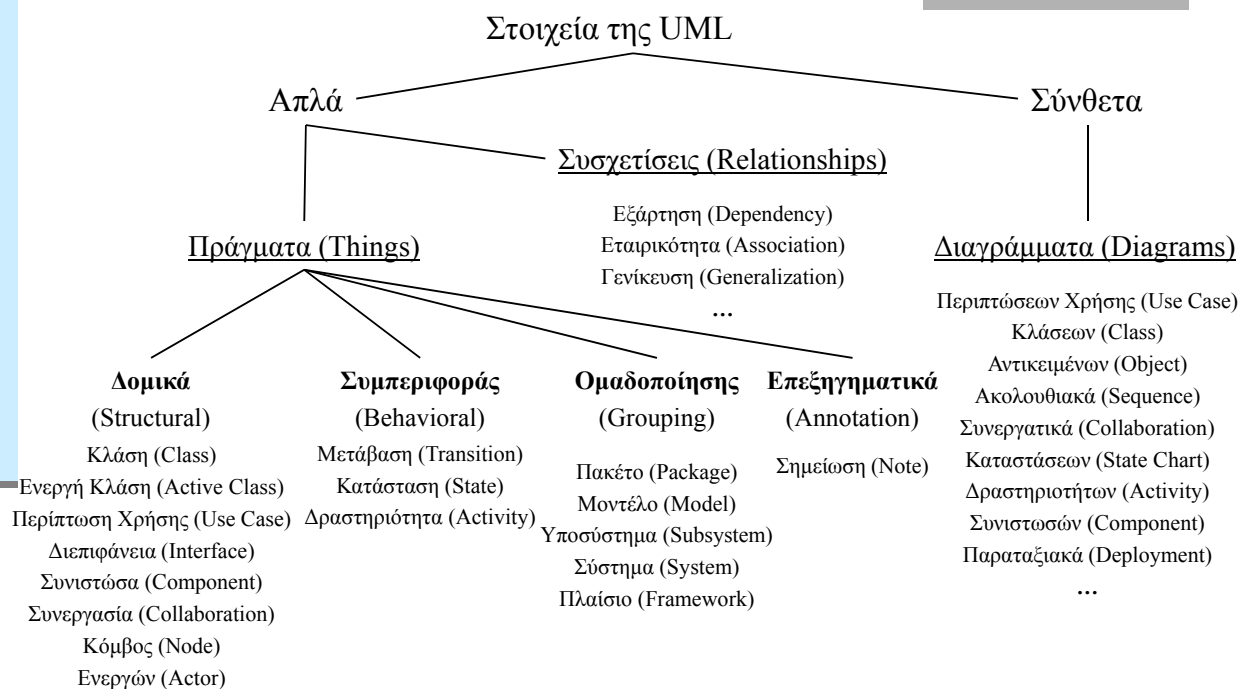 Στοιχεία της UML
Απλά
Σύνθετα
Συσχετίσεις (Relationships)
Εξάρτηση (Dependency)
Εταιρικότητα (Association)
Γενίκευση (Generalization)
...
Πράγματα (Things)
Δομικά
(Structural)
Κλάση (Class)
Ενεργή Κλάση (Active Class)
Περίπτωση Χρήσης (Use Case)
Διεπιφάνεια (Interface)
Συνιστώσα (Component)
Συνεργασία (Collaboration)
Κόμβος (Node)
Ενεργών (Actor)
Συμπεριφοράς
(Behavioral)
Μετάβαση (Transition)
Κατάσταση (State)
Δραστηριότητα (Activity)
Ομαδοποίησης
(Grouping)
Πακέτο (Package)
Μοντέλο (Model)
Υποσύστημα (Subsystem)
Σύστημα (System)
Πλαίσιο (Framework)
Επεξηγηματικά
(Annotation)
Σημείωση (Note)
Διαγράμματα (Diagrams)
Περιπτώσεων Χρήσης (Use Case)
Κλάσεων (Class)
Αντικειμένων (Object)
Ακολουθιακά (Sequence)
Συνεργατικά (Collaboration)
Καταστάσεων (State Chart)
Δραστηριοτήτων (Activity)
Συνιστωσών (Component)
Παραταξιακά (Deployment)
...